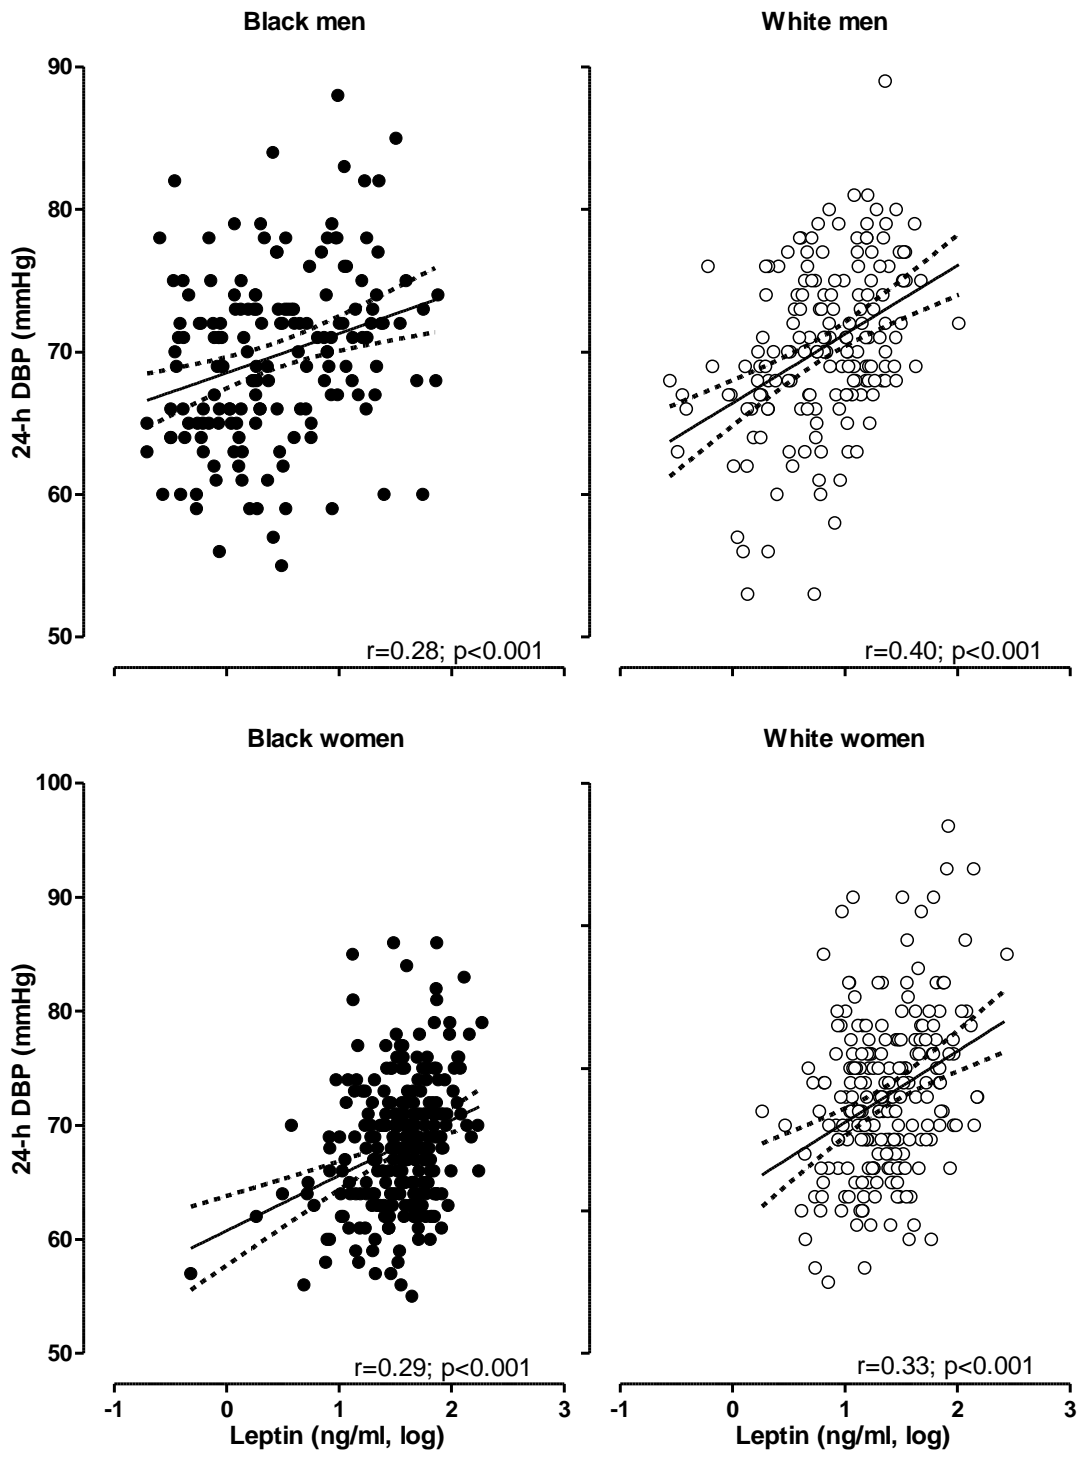 Black men
White men
90
80
70
60
50
24-h DBP (mmHg)
r=0.28; p<0.001
r=0.40; p<0.001
Black women
White women
100
90
80
70
60
50
24-h DBP (mmHg)
r=0.29; p<0.001
r=0.33; p<0.001
-1 0 1 2 3
-1 0 1 2 3
Leptin (ng/ml, log)
Leptin (ng/ml, log)